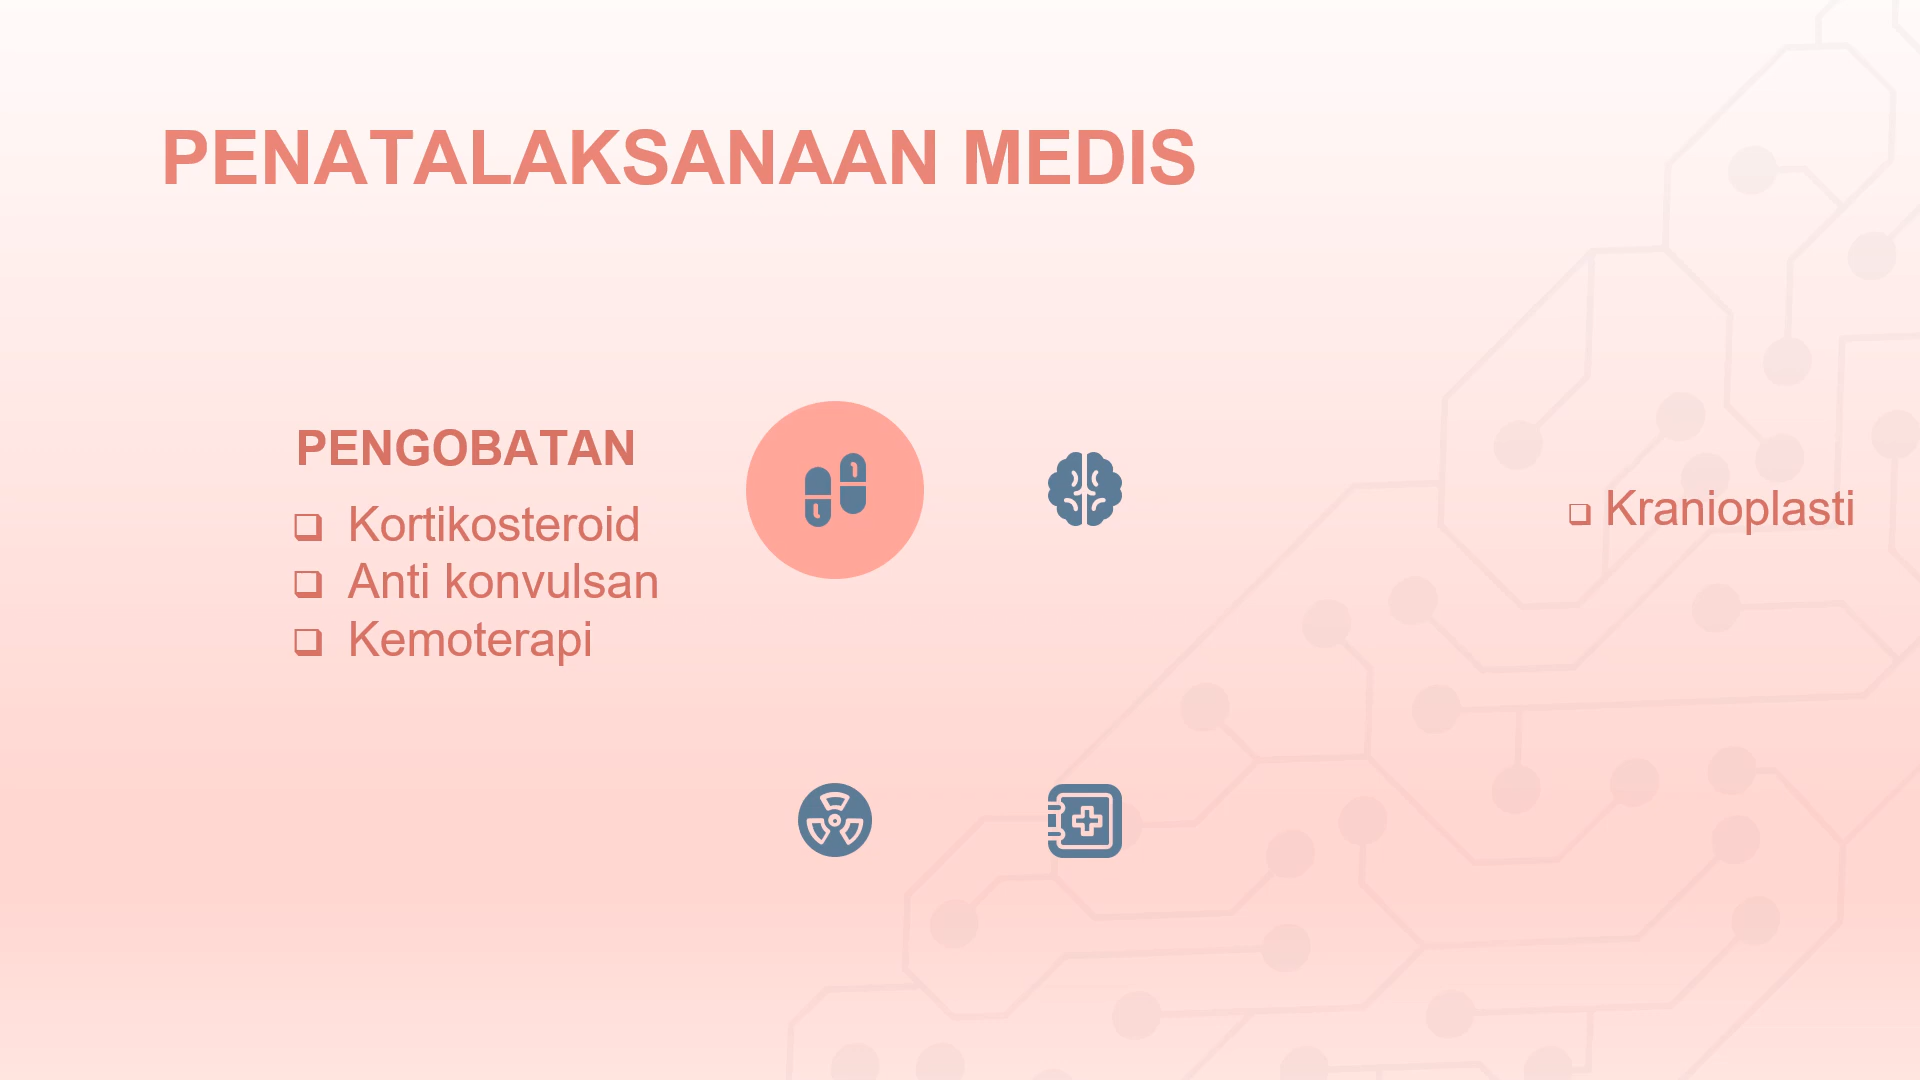 PENATALAKSANAAN MEDIS
PENGOBATAN
❑ Kortikosteroid
❑ Anti konvulsan
❑ Kemoterapi
❑ Kranioplasti